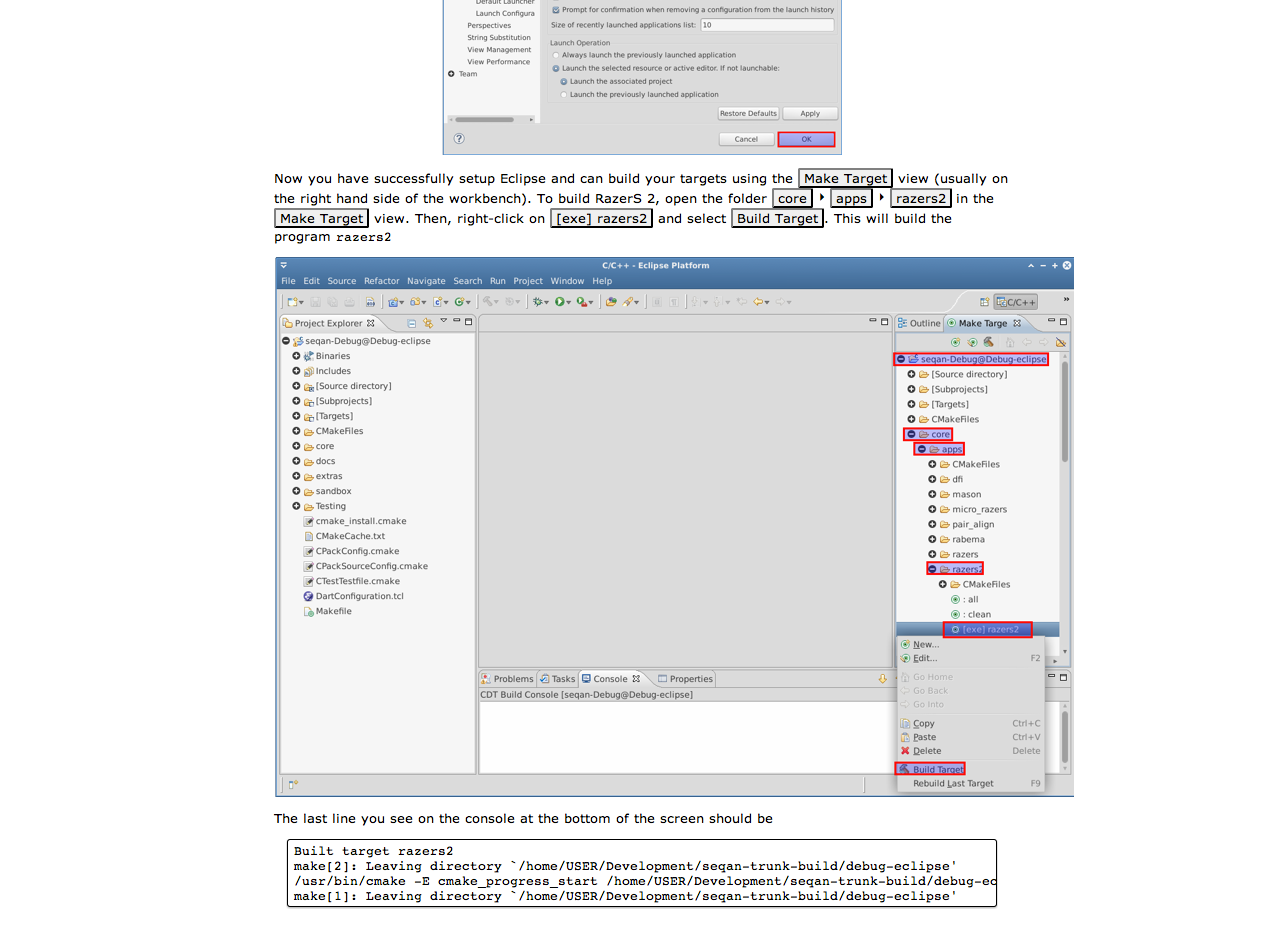 Default Launcher
Launch Configura
Perspectives
String Substitution
View Management
View Performance
Team
Prompt for confirmation when removing a configuration from the launch history
Size of recently launched applications list: 10
Launch Operation
Always launch the previously launched application
Launch the selected resource or active editor. If not launchable:
Launch the associated project
Launch the previously launched application
Restore Defaults Apply
? Cancel OK
Now you have successfully setup Eclipse and can build your targets using the Make Target view (usually on
the right hand side of the workbench). To build RazerS 2, open the folder core ‣ apps ‣ razers2 in the
Make Target view. Then, right-click on [exe] razers2 and select Build Target. This will build the
program razers2
C/C++ - Eclipse Platform
File Edit Source Refactor Navigate Search Run Project Window Help
C/C++ »
Project Explorer
seqan-Debug@Debug-eclipse
Binaries
Includes
[Source directory]
[Subprojects]
[Targets]
CMakeFiles
core
docs
extras
sandbox
Testing
cmake_install.cmake
CMakeCache.txt
CPackConfig.cmake
CPackSourceConfig.cmake
CTestTestfile.cmake
DartConfiguration.tcl
Makefile
Outline Make Targe
seqan-Debug@Debug-eclipse
[Source directory]
[Subprojects]
[Targets]
CMakeFiles
core
apps
CMakeFiles
dfi
mason
micro_razers
pair_align
rabema
razers
razers2
CMakeFiles
: all
: clean
[exe] razers2
New...
Edit... F2
Go Home
Go Back
Go Into
Copy Ctrl+C
Paste Ctrl+V
Delete Delete
Build Target
Rebuild Last Target F9
Problems Tasks Console Properties
CDT Build Console [seqan-Debug@Debug-eclipse]
The last line you see on the console at the bottom of the screen should be
Built target razers2
make[2]: Leaving directory `/home/USER/Development/seqan-trunk-build/debug-eclipse'
/usr/bin/cmake -E cmake_progress_start /home/USER/Development/seqan-trunk-build/debug-ec
make[1]: Leaving directory `/home/USER/Development/seqan-trunk-build/debug-eclipse'